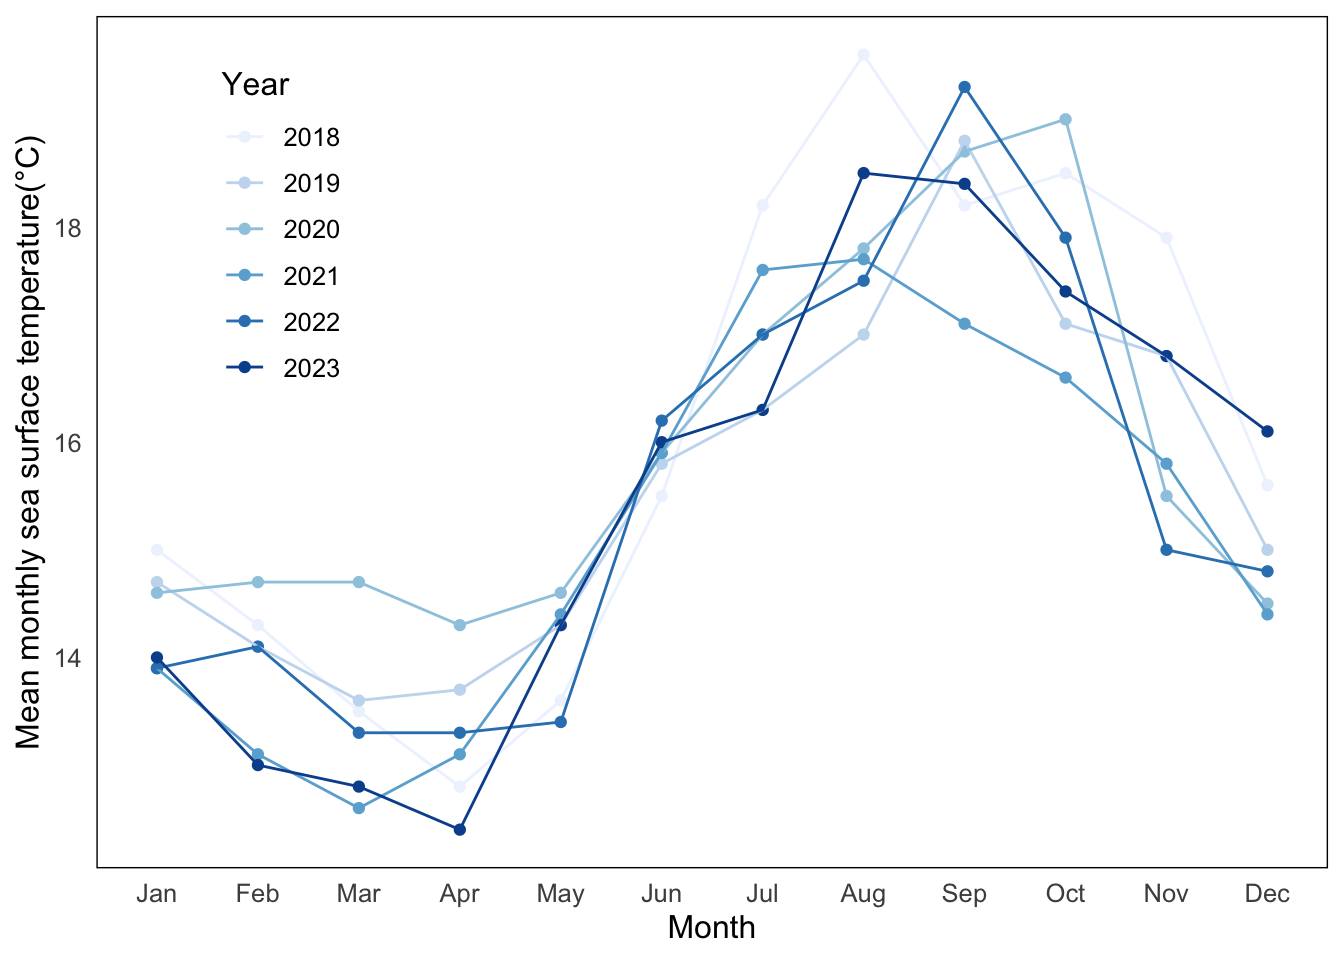 Year
2018
2019
2020
2021
2022
2023
Mean monthly sea surface temperature(°C)
18
16
14
Jan Feb Mar Apr May Jun Jul Aug Sep Oct Nov Dec
Month